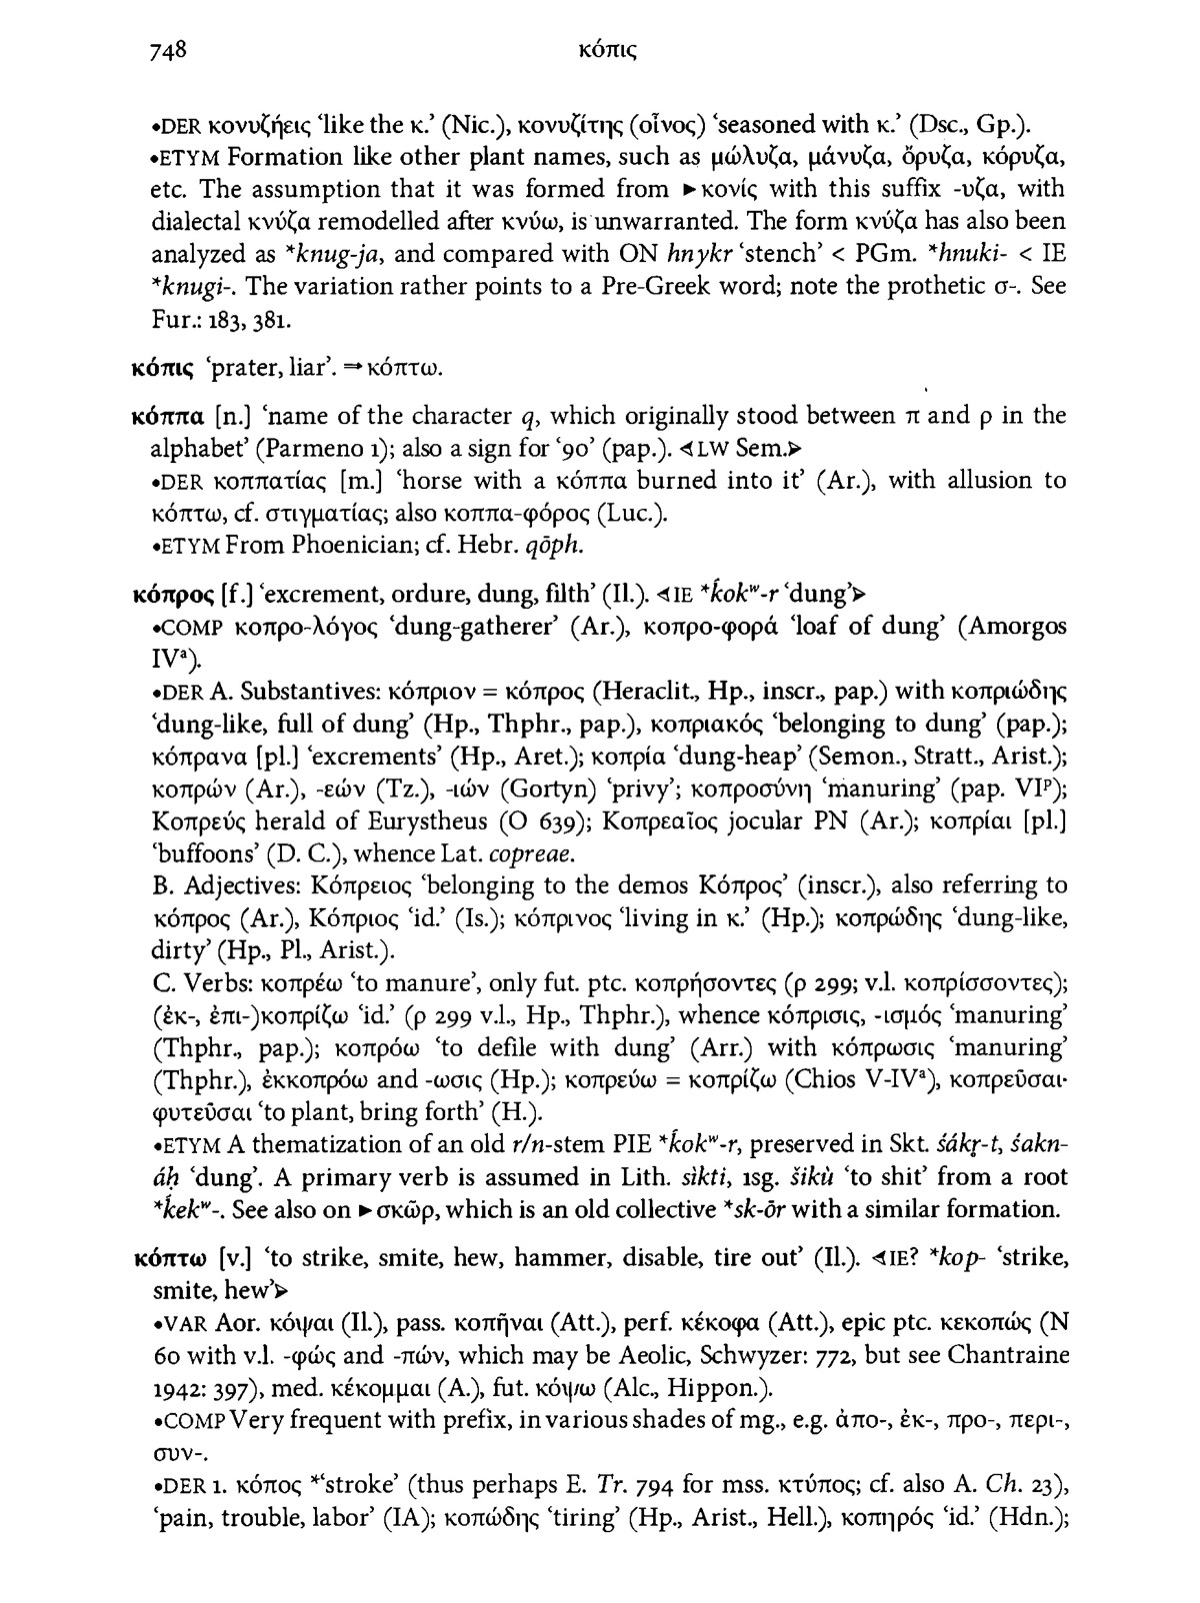 748 κόπις
•DER κονυζήεις ‘like the κ.’ (Nic.), κονυζίτης (οἶνος) ‘seasoned with κ.’ (Dsc., Gp.).
•ETYM Formation like other plant names, such as μώλυζα, μάνυζα, ὄρυζα, κόρυζα,
etc. The assumption that it was formed from ►κονίς with this suffix -υζα, with
dialectal κνύζα remodelled after κνύω, is unwarranted. The form κνύζα has also been
analyzed as *knug-ja, and compared with ON hnykr ‘stench’ < PGm. *hnuki- < IE
*knugi-. The variation rather points to a Pre-Greek word; note the prothetic σ-. See
Fur.: 183, 381.
κόπις ‘prater, liar’. ⇒ κόπτω.
κόππα [n.] ‘name of the character q, which originally stood between π and ρ in the
alphabet’ (Parmeno 1); also a sign for ‘90’ (pap.). ⊲LW Sem.⊳
•DER κοππατίας [m.] ‘horse with a κόππα burned into it’ (Ar.), with allusion to
κόπτω, cf. στιγματίας; also κοππα-φόρος (Luc.).
•ETYM From Phoenician; cf. Hebr. qōph.
κόπρος [f.] ‘excrement, ordure, dung, filth’ (Il.). ⊲IE *ḱokʷ-r ‘dung’⊳
•COMP κοπρο-λόγος ‘dung-gatherer’ (Ar.), κοπρο-φορά ‘loaf of dung’ (Amorgos
IVᵃ).
•DER A. Substantives: κόπριον = κόπρος (Heraclit., Hp., inscr., pap.) with κοπριώδης
‘dung-like, full of dung’ (Hp., Thphr., pap.), κοπριακός ‘belonging to dung’ (pap.);
κόπρανα [pl.] ‘excrements’ (Hp., Aret.); κοπρία ‘dung-heap’ (Semon., Stratt., Arist.);
κοπρών (Ar.), -εών (Tz.), -ιών (Gortyn) ‘privy’; κοπροσύνη ‘manuring’ (pap. VIᵖ);
Κοπρεύς herald of Eurystheus (Ο 639); Κοπρεαῖος jocular PN (Ar.); κοπρίαι [pl.]
‘buffoons’ (D. C.), whence Lat. copreae.
B. Adjectives: Κόπρειος ‘belonging to the demos Κόπρος’ (inscr.), also referring to
κόπρος (Ar.), Κόπριος ‘id.’ (Is.); κόπρινος ‘living in κ.’ (Hp.); κοπρώδης ‘dung-like,
dirty’ (Hp., Pl., Arist.).
C. Verbs: κοπρέω ‘to manure’, only fut. ptc. κοπρήσοντες (ρ 299; v.l. κοπρίσσοντες);
(ἐκ-, ἐπι-)κοπρίζω ‘id.’ (ρ 299 v.l., Hp., Thphr.), whence κόπρισις, -ισμός ‘manuring’
(Thphr., pap.); κοπρόω ‘to defile with dung’ (Arr.) with κόπρωσις ‘manuring’
(Thphr.), ἐκκοπρόω and -ωσις (Hp.); κοπρεύω = κοπρίζω (Chios V-IVᵃ), κοπρεῦσαι·
φυτεῦσαι ‘to plant, bring forth’ (H.).
•ETYM A thematization of an old r/n-stem PIE *ḱokʷ-r, preserved in Skt. śákr̥-t, śakn-
áḥ ‘dung’. A primary verb is assumed in Lith. sìkti, 1sg. šikù ‘to shit’ from a root
*ḱekʷ-. See also on ►σκῶρ, which is an old collective *sk-ōr with a similar formation.
κόπτω [v.] ‘to strike, smite, hew, hammer, disable, tire out’ (Il.). ⊲IE? *kop- ‘strike,
smite, hew’⊳
•VAR Aor. κόψαι (Il.), pass. κοπῆναι (Att.), perf. κέκοφα (Att.), epic ptc. κεκοπώς (Ν
60 with v.l. -φώς and -πών, which may be Aeolic, Schwyzer: 772, but see Chantraine
1942: 397), med. κέκομμαι (A.), fut. κόψω (Alc., Hippon.).
•COMP Very frequent with prefix, in various shades of mg., e.g. ἀπο-, ἐκ-, προ-, περι-,
συν-.
•DER 1. κόπος *‘stroke’ (thus perhaps E. Tr. 794 for mss. κτύπος; cf. also A. Ch. 23),
‘pain, trouble, labor’ (IA); κοπώδης ‘tiring’ (Hp., Arist., Hell.), κοπηρός ‘id.’ (Hdn.);